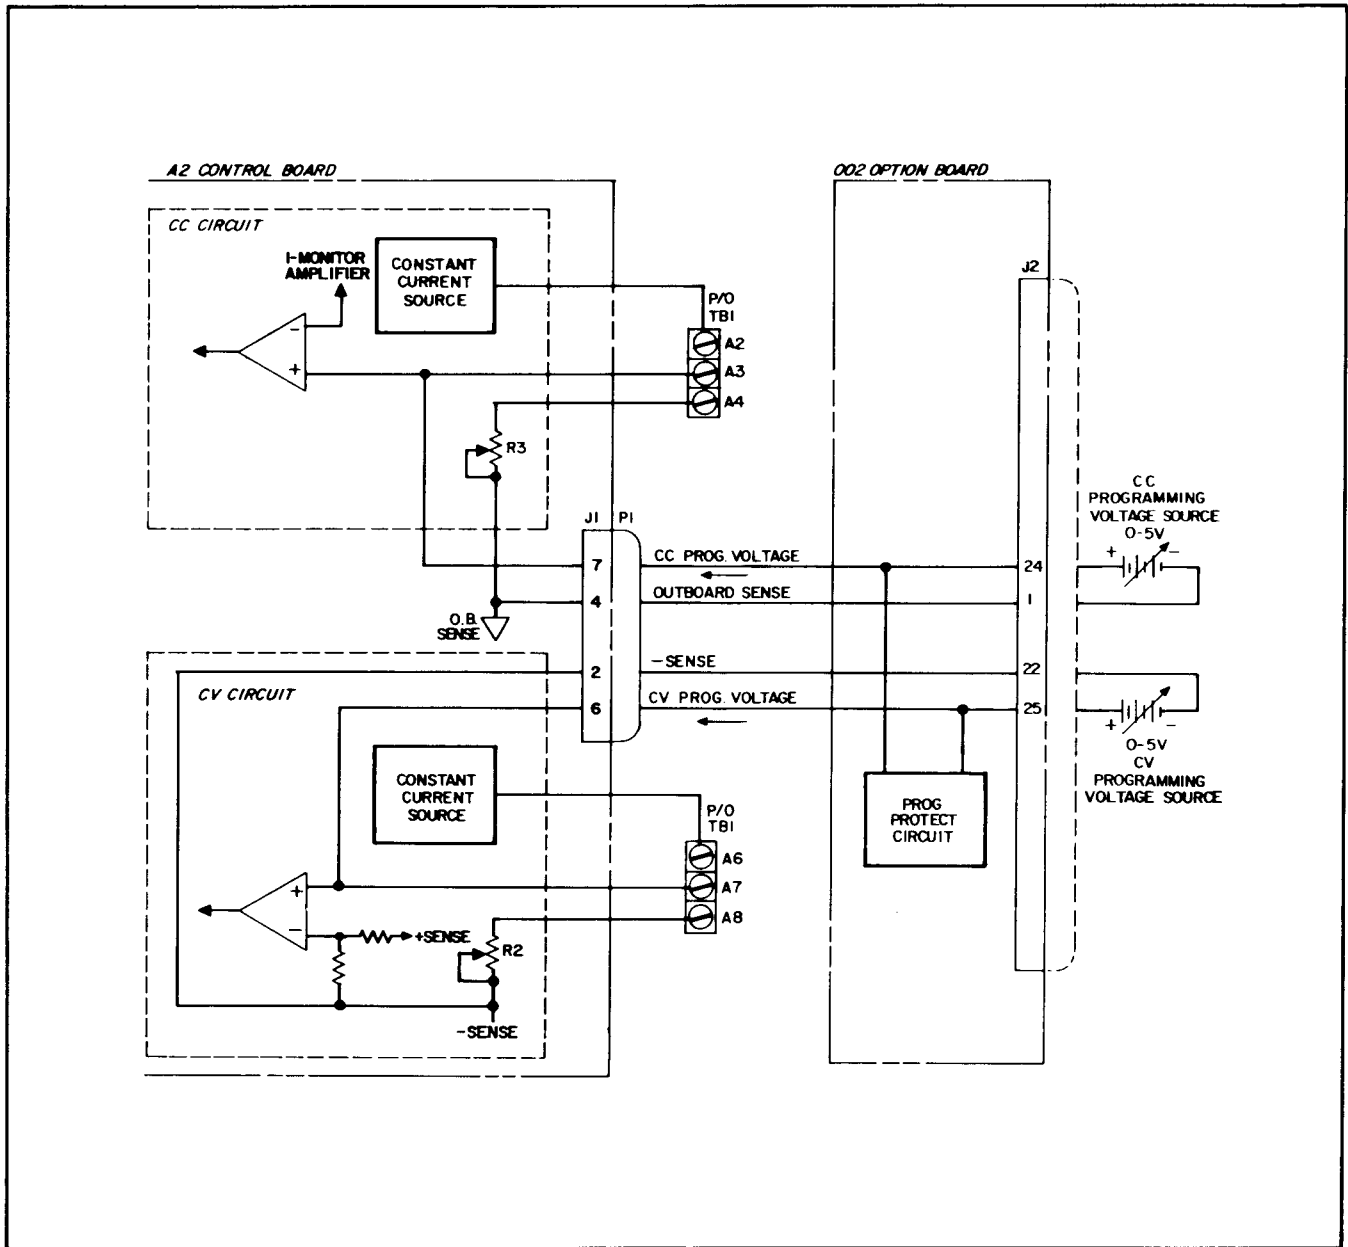 A2 CONTROL BOARD
CC CIRCUIT
I-MONITOR
AMPLIFIER
CONSTANT
CURRENT
SOURCE
-
+
R3
P/O
TB1
A2
A3
A4
O.B.
SENSE
J1 P1
7
4
2
6
CC PROG. VOLTAGE
OUTBOARD SENSE
-SENSE
CV PROG. VOLTAGE
CV CIRCUIT
CONSTANT
CURRENT
SOURCE
+
-
+SENSE
R2
-SENSE
P/O
TB1
A6
A7
A8
002 OPTION BOARD
J2
24
1
22
25
PROG
PROTECT
CIRCUIT
CC
PROGRAMMING
VOLTAGE SOURCE
0-5V
+ -
+ -
0-5V
CV
PROGRAMMING
VOLTAGE SOURCE